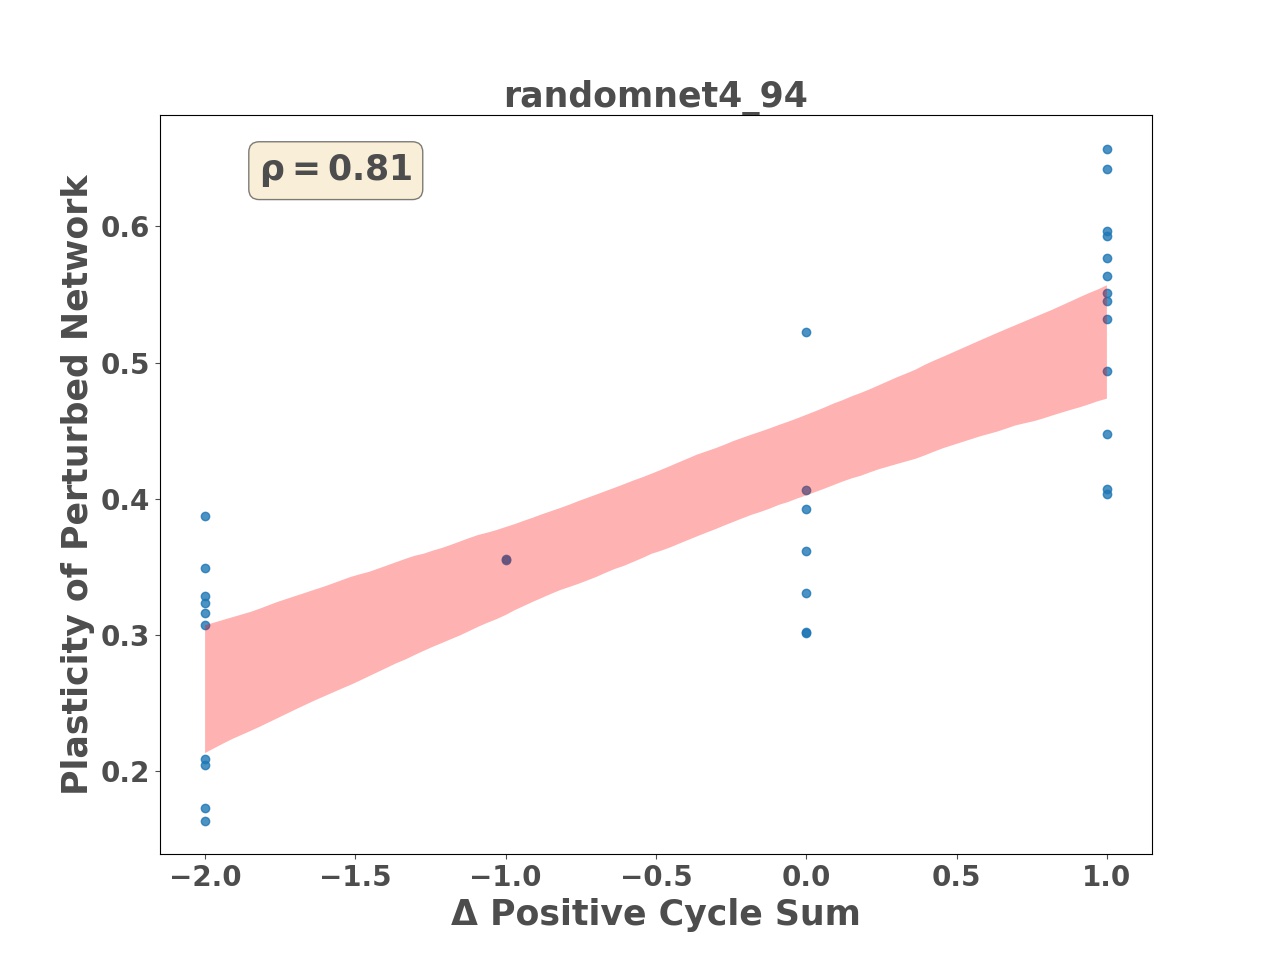 randomnet4_94
ρ = 0.81
Plasticity of Perturbed Network
0.6
0.5
0.4
0.3
0.2
−2.0 −1.5 −1.0 −0.5 0.0 0.5 1.0
Δ Positive Cycle Sum